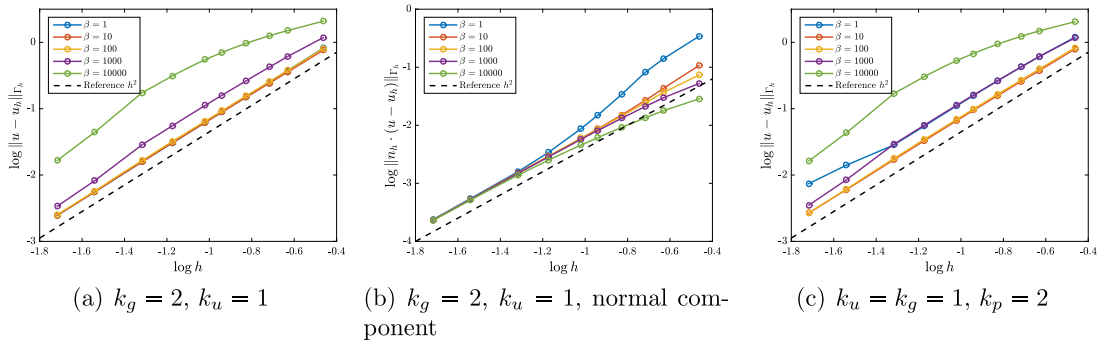 β = 1
β = 10
β = 100
β = 1000
β = 10000
Reference h²
0
-1
-2
-3
-1.8 -1.6 -1.4 -1.2 -1 -0.8 -0.6 -0.4
log h
log ‖u − u_h‖_{Γ_h}
(a) k_g = 2, k_u = 1
β = 1
β = 10
β = 100
β = 1000
β = 10000
Reference h²
0
-1
-2
-3
-4
-1.8 -1.6 -1.4 -1.2 -1 -0.8 -0.6 -0.4
log h
log ‖n_h · (u − u_h)‖_{Γ_h}
(b) k_g = 2, k_u = 1, normal com-
ponent
β = 1
β = 10
β = 100
β = 1000
β = 10000
Reference h²
0
-1
-2
-3
-1.8 -1.6 -1.4 -1.2 -1 -0.8 -0.6 -0.4
log h
log ‖u − u_h‖_{Γ_h}
(c) k_u = k_g = 1, k_p = 2